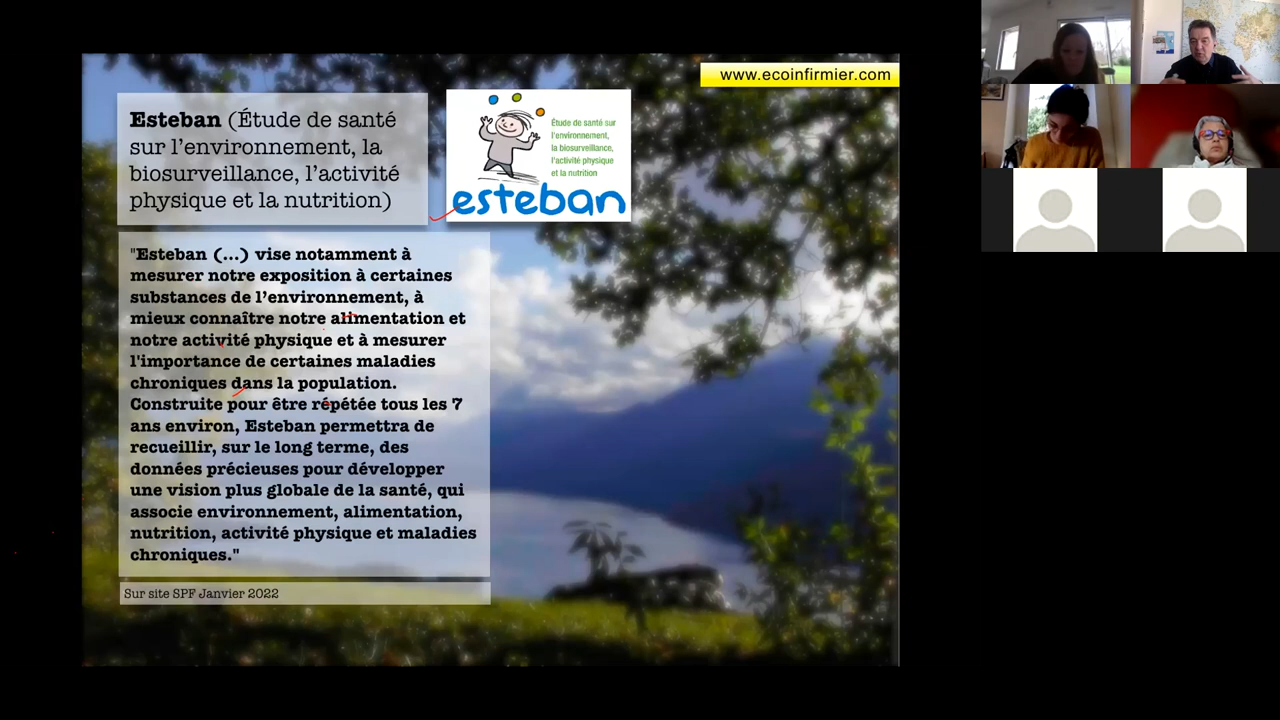 www.ecoinfirmier.com
Esteban (Étude de santé
sur l’environnement, la
biosurveillance, l’activité
physique et la nutrition)
Étude de santé sur
l'environnement,
la biosurveillance,
l'activité physique
et la nutrition
esteban
"Esteban (...) vise notamment à
mesurer notre exposition à certaines
substances de l’environnement, à
mieux connaître notre alimentation et
notre activité physique et à mesurer
l'importance de certaines maladies
chroniques dans la population.
Construite pour être répétée tous les 7
ans environ, Esteban permettra de
recueillir, sur le long terme, des
données précieuses pour développer
une vision plus globale de la santé, qui
associe environnement, alimentation,
nutrition, activité physique et maladies
chroniques."
Sur site SPF Janvier 2022